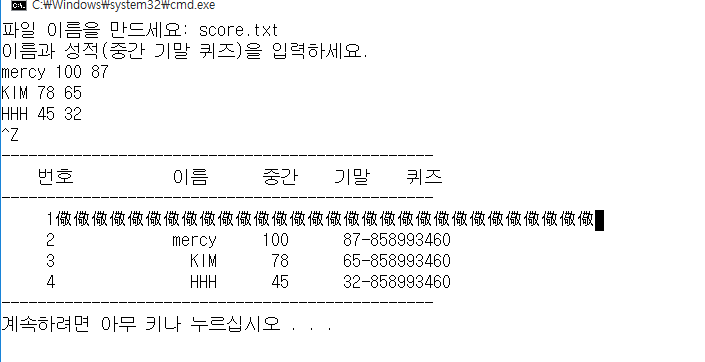 C:₩Windows₩system32₩cmd.exe
파일 이름을 만드세요: score.txt
이름과 성적(중간 기말 퀴즈)을 입력하세요.
mercy 100 87
KIM 78 65
HHH 45 32
^Z
------------------------------------------------
번호 이름 중간 기말 퀴즈
------------------------------------------------
1儆儆儆儆儆儆儆儆儆儆儆儆儆儆儆儆儆儆儆儆儆儆儆儆儆儆儆儆儆儆
2 mercy 100 87-858993460
3 KIM 78 65-858993460
4 HHH 45 32-858993460
------------------------------------------------
계속하려면 아무 키나 누르십시오 . . .